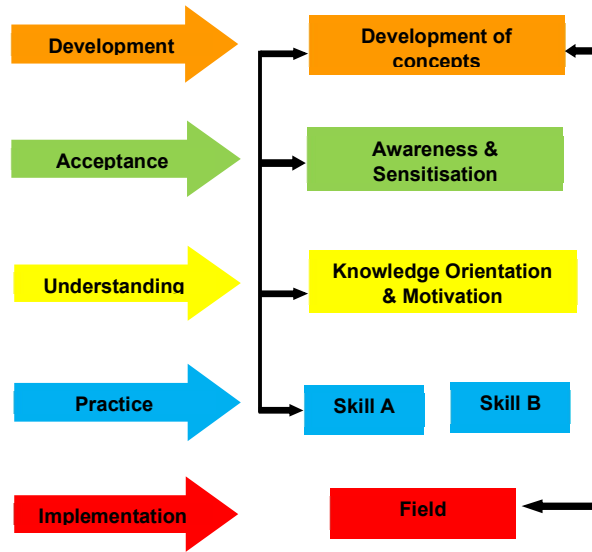 Development
Development of
concepts
Acceptance
Awareness &
Sensitisation
Understanding
Knowledge Orientation
& Motivation
Practice
Skill A
Skill B
Implementation
Field